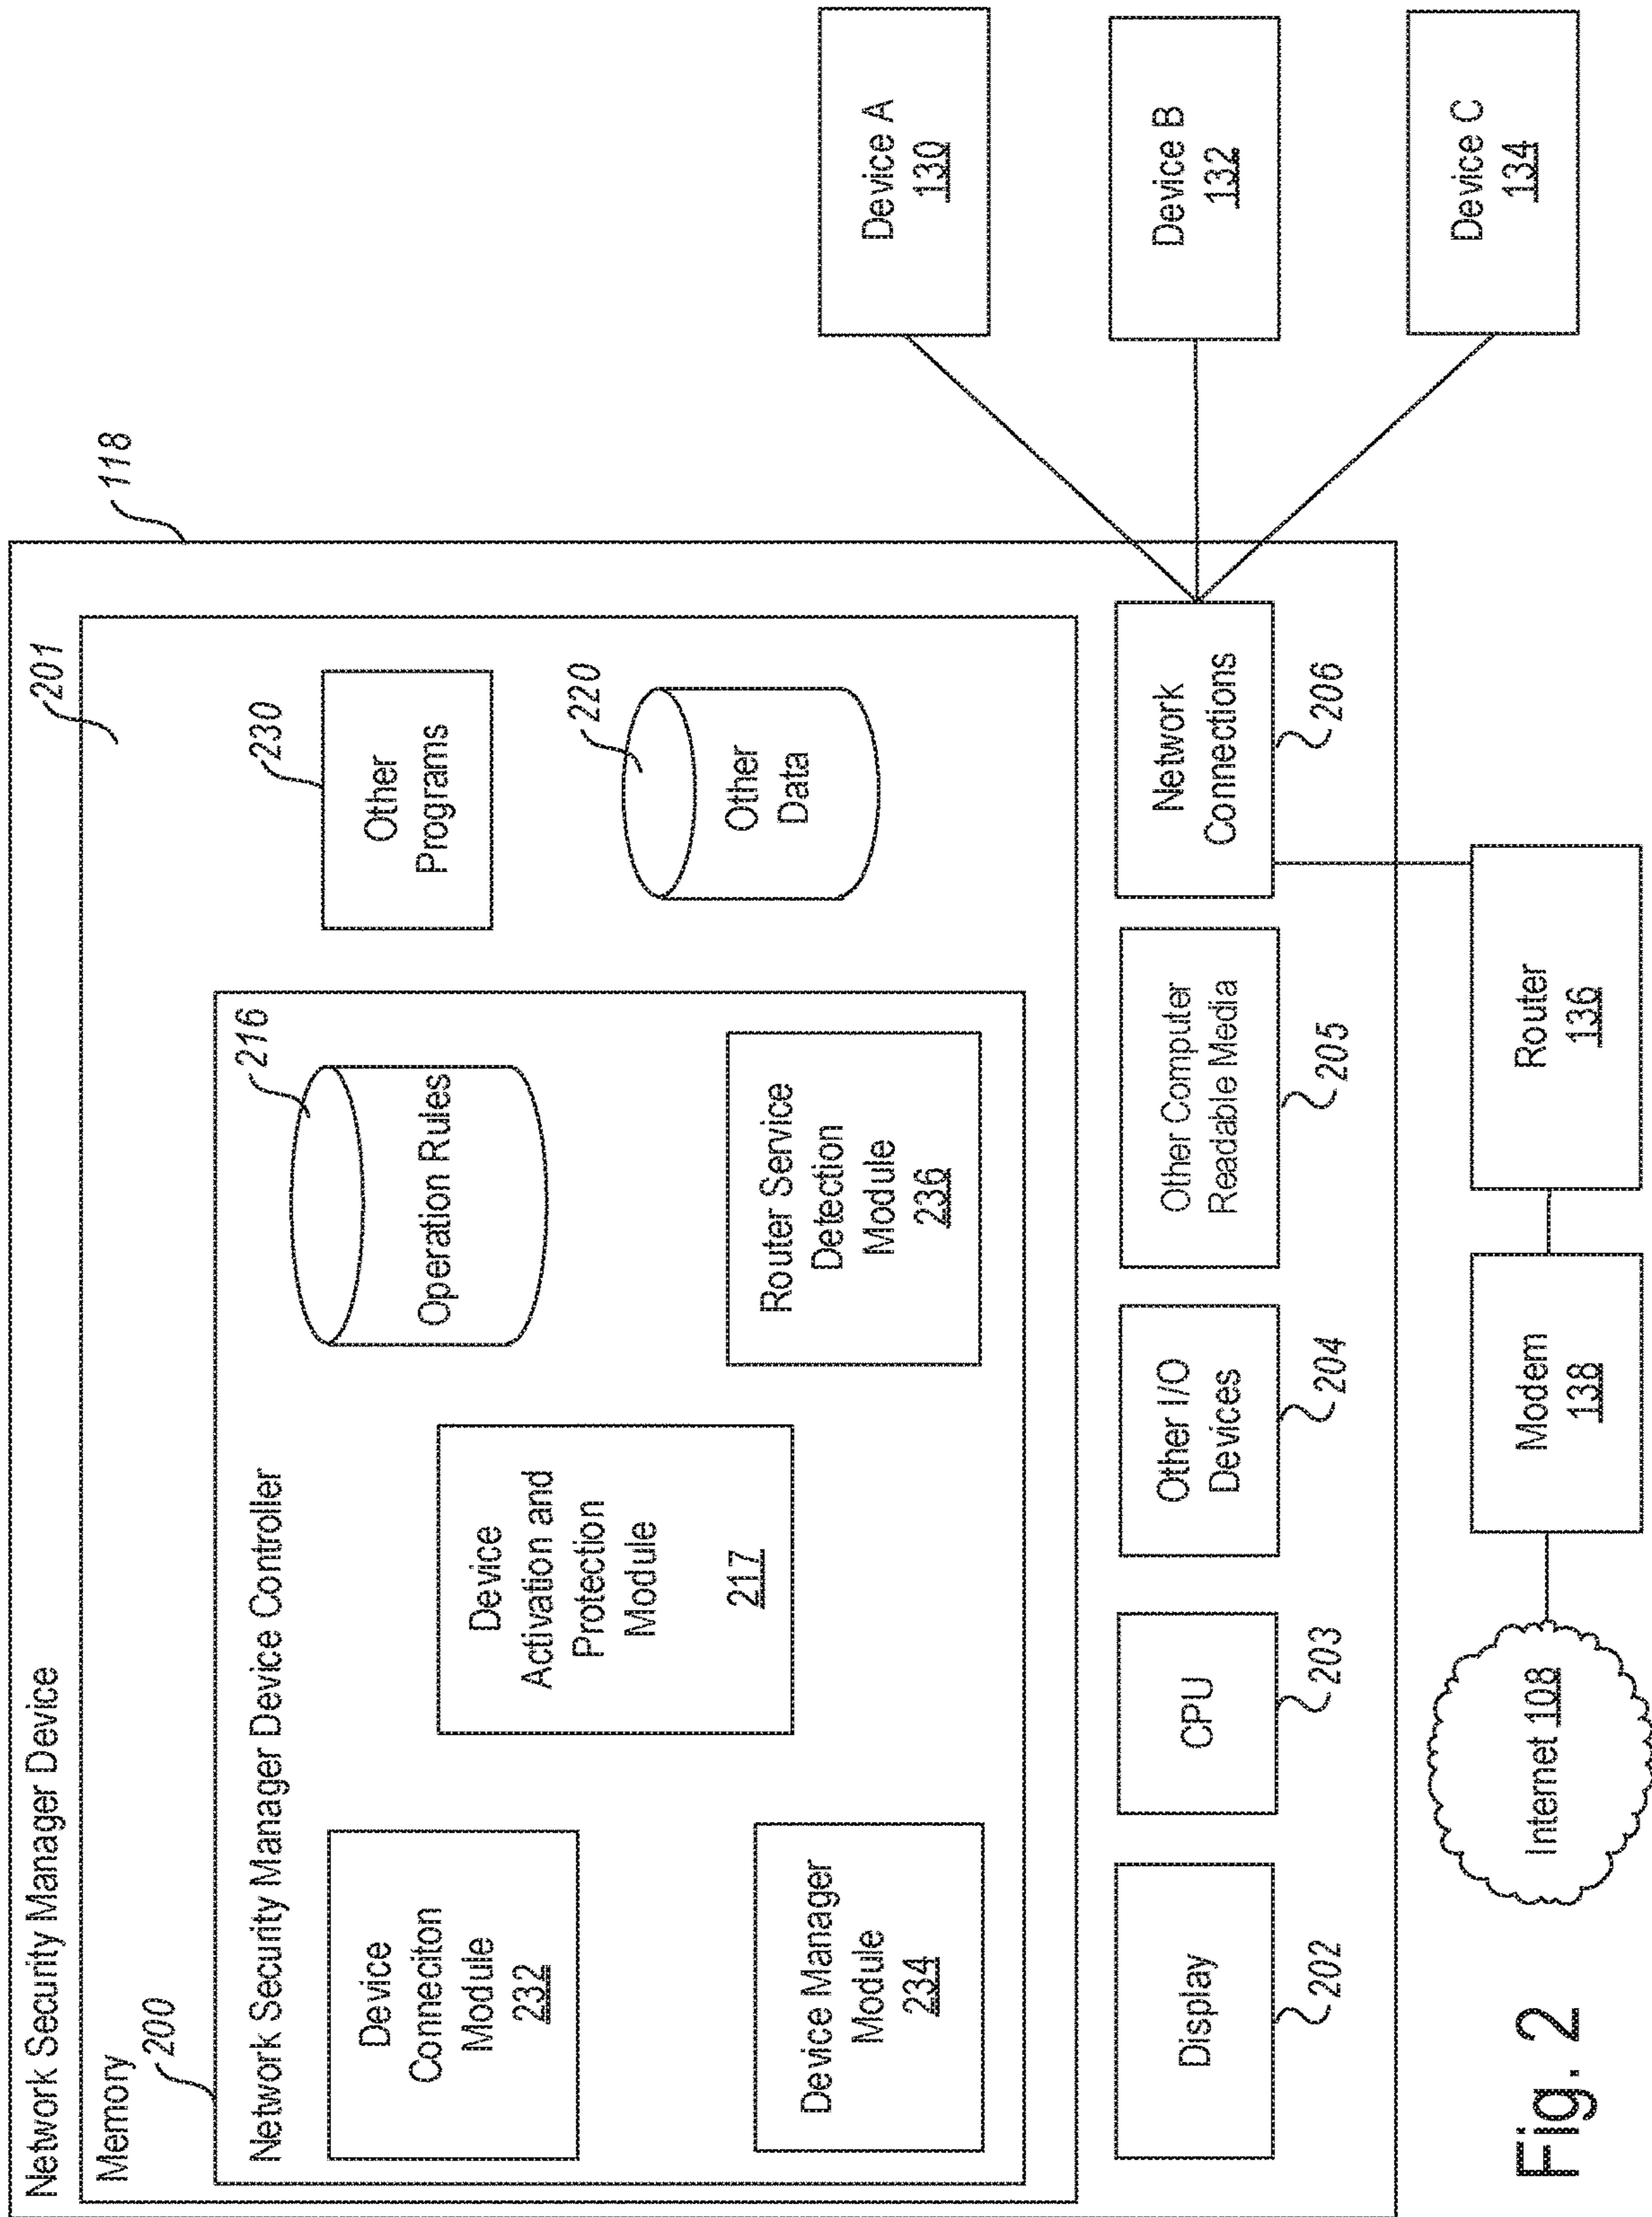 Network Security Manager Device
118
Memory
201
200
Network Security Manager Device Controller
Device
Conneciton
Module
232
Device
Activation and
Protection
Module
217
216
Operation Rules
Device Manager
Module
234
Router Service
Detection
Module
236
230
Other
Programs
220
Other
Data
Display
202
CPU
203
Other I/O
Devices
204
Other Computer
Readable Media
205
Network
Connections
206
Device A
130
Device B
132
Device C
134
Internet 108
Modem
138
Router
136
Fig. 2